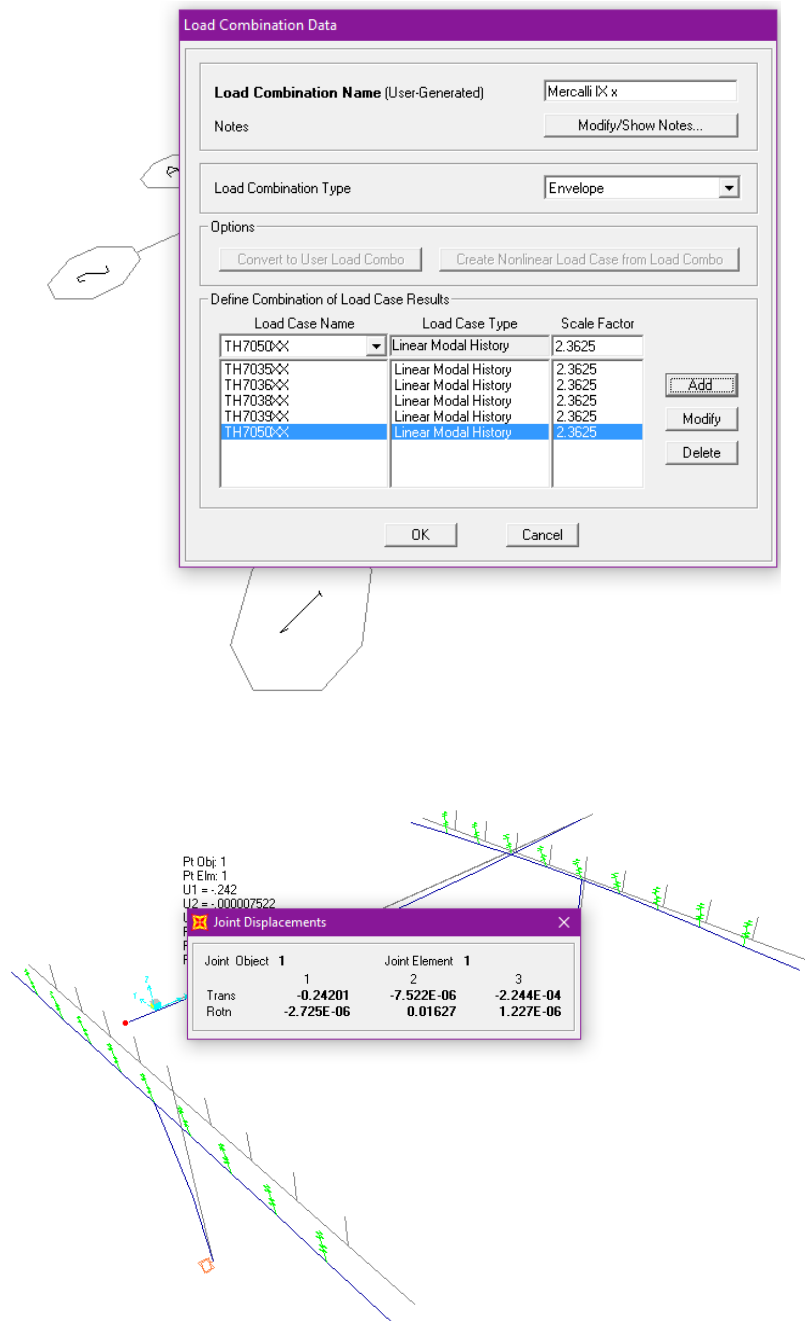 Load Combination Data
Load Combination Name (User-Generated)
Mercalli IX x
Notes
Modify/Show Notes...
Load Combination Type
Envelope
Options
Convert to User Load Combo
Create Nonlinear Load Case from Load Combo
Define Combination of Load Case Results
Load Case Name Load Case Type Scale Factor
TH7050XX Linear Modal History 2.3625
TH7035XX Linear Modal History 2.3625
TH7036XX Linear Modal History 2.3625
TH7038XX Linear Modal History 2.3625
TH7039XX Linear Modal History 2.3625
TH7050XX Linear Modal History 2.3625
Add
Modify
Delete
OK Cancel
Pt Obj: 1
Pt Elm: 1
U1 = -.242
U2 = -.000007522
Joint Displacements
Joint Object 1 Joint Element 1
1 2 3
Trans -0.24201 -7.522E-06 -2.244E-04
Rotn -2.725E-06 0.01627 1.227E-06